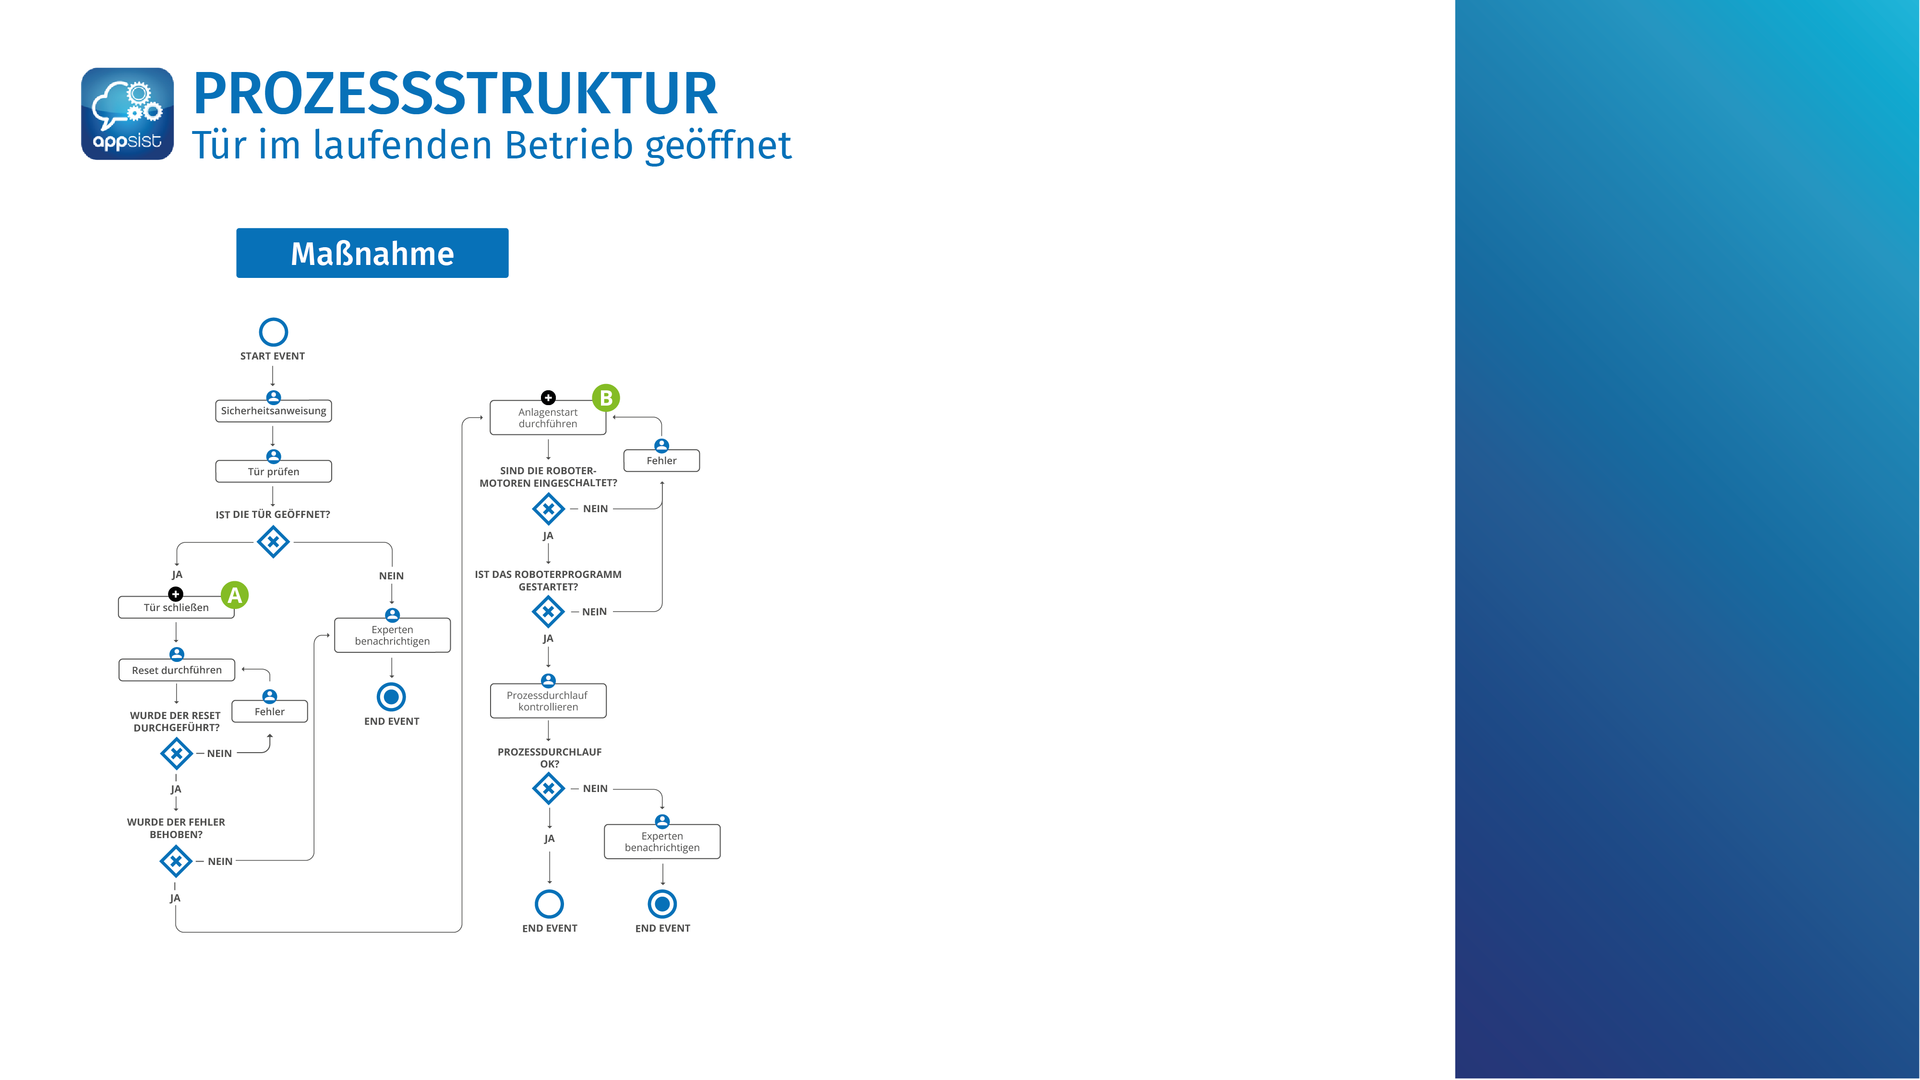 appsist
PROZESSSTRUKTUR
Tür im laufenden Betrieb geöffnet
Maßnahme
START EVENT
Sicherheitsanweisung
Tür prüfen
IST DIE TÜR GEÖFFNET?
JA
NEIN
A
Tür schließen
Experten
benachrichtigen
Reset durchführen
Fehler
END EVENT
WURDE DER RESET
DURCHGEFÜHRT?
NEIN
JA
WURDE DER FEHLER
BEHOBEN?
NEIN
JA
B
Anlagenstart
durchführen
Fehler
SIND DIE ROBOTER-
MOTOREN EINGESCHALTET?
NEIN
JA
IST DAS ROBOTERPROGRAMM
GESTARTET?
NEIN
JA
Prozessdurchlauf
kontrollieren
PROZESSDURCHLAUF
OK?
NEIN
JA
Experten
benachrichtigen
END EVENT
END EVENT